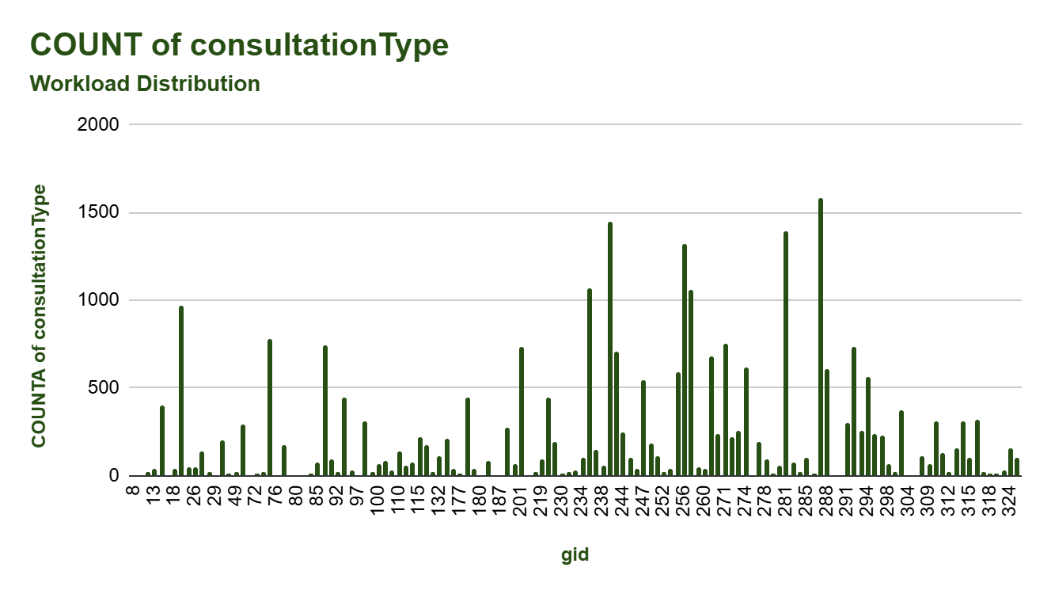 COUNT of consultationType
Workload Distribution
COUNTA of consultationType
2000
1500
1000
500
0
8 13 18 26 29 49 72 76 80 85 92 97 100 110 115 132 177 180 187 201 219 230 234 238 244 247 252 256 260 271 274 278 281 285 288 291 294 298 304 309 312 315 318 324
gid